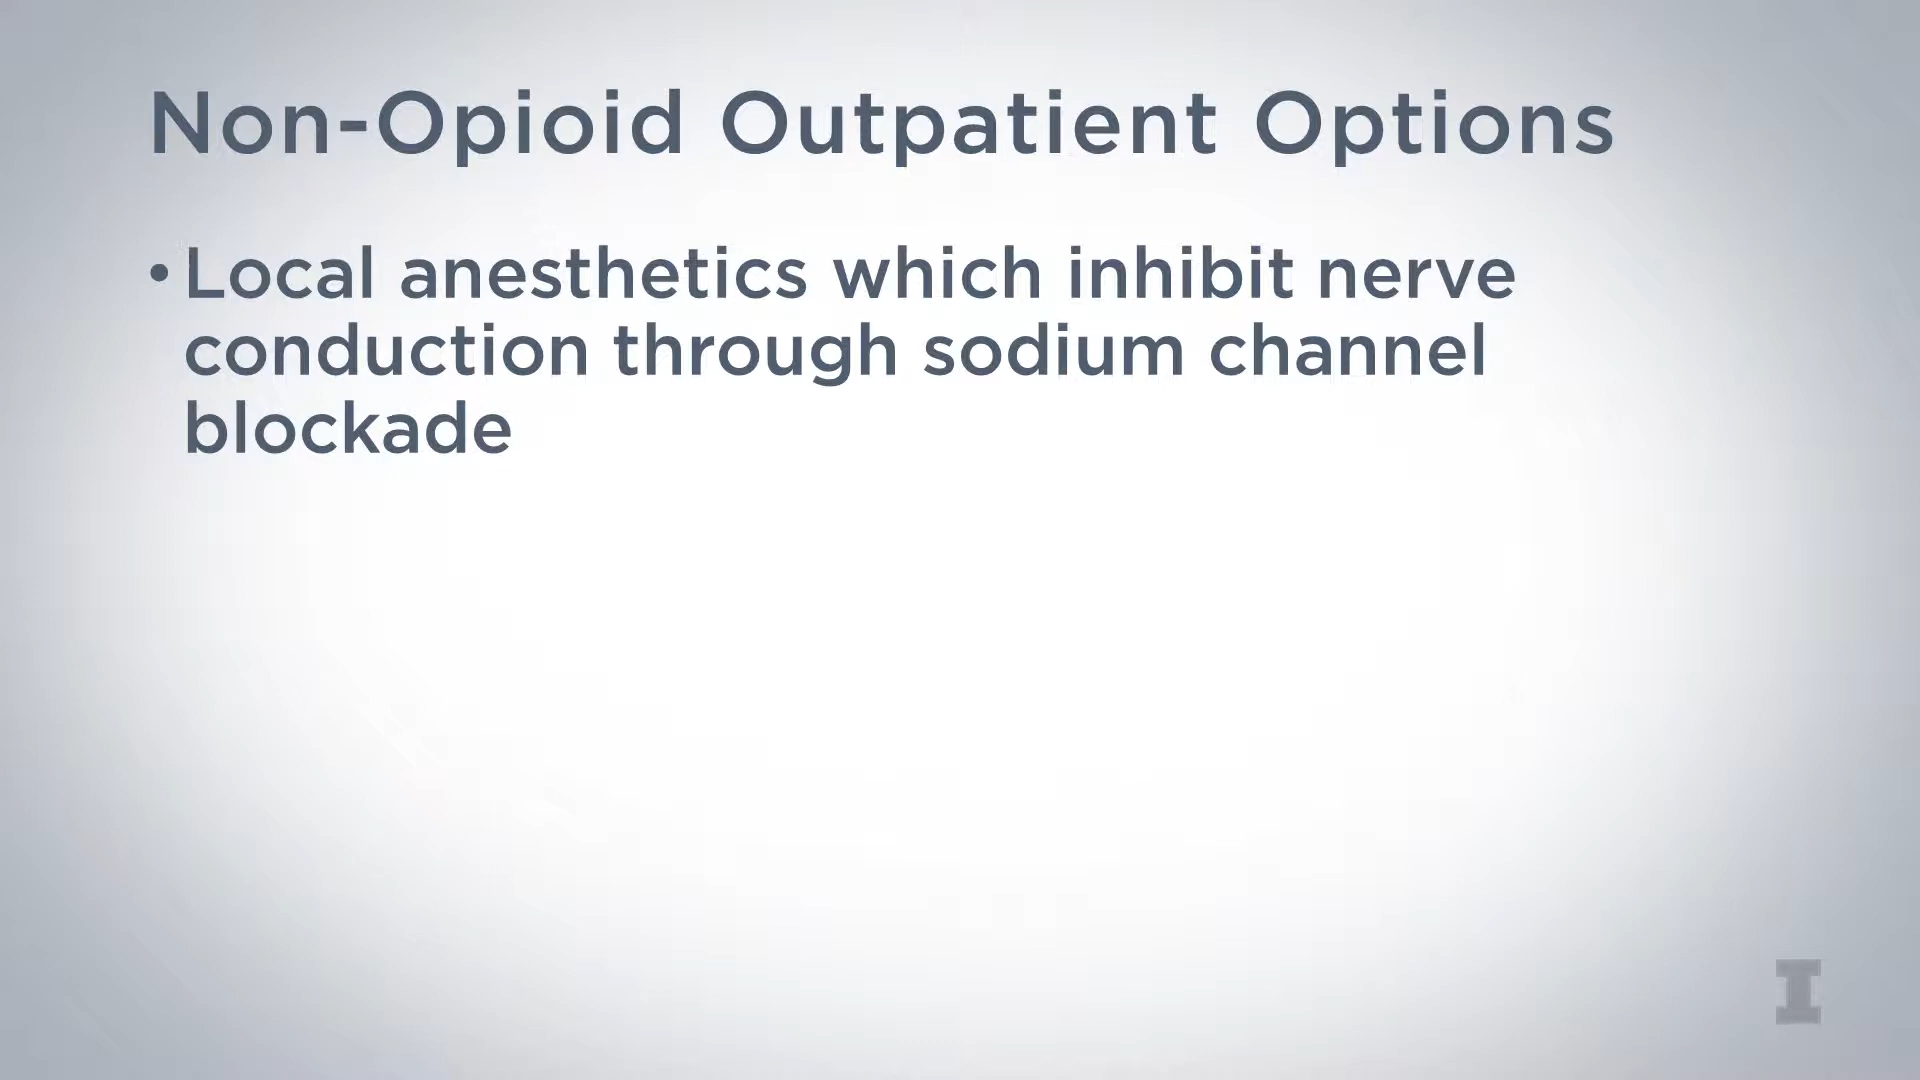 Non-Opioid Outpatient Options
• Local anesthetics which inhibit nerve
conduction through sodium channel
blockade
I